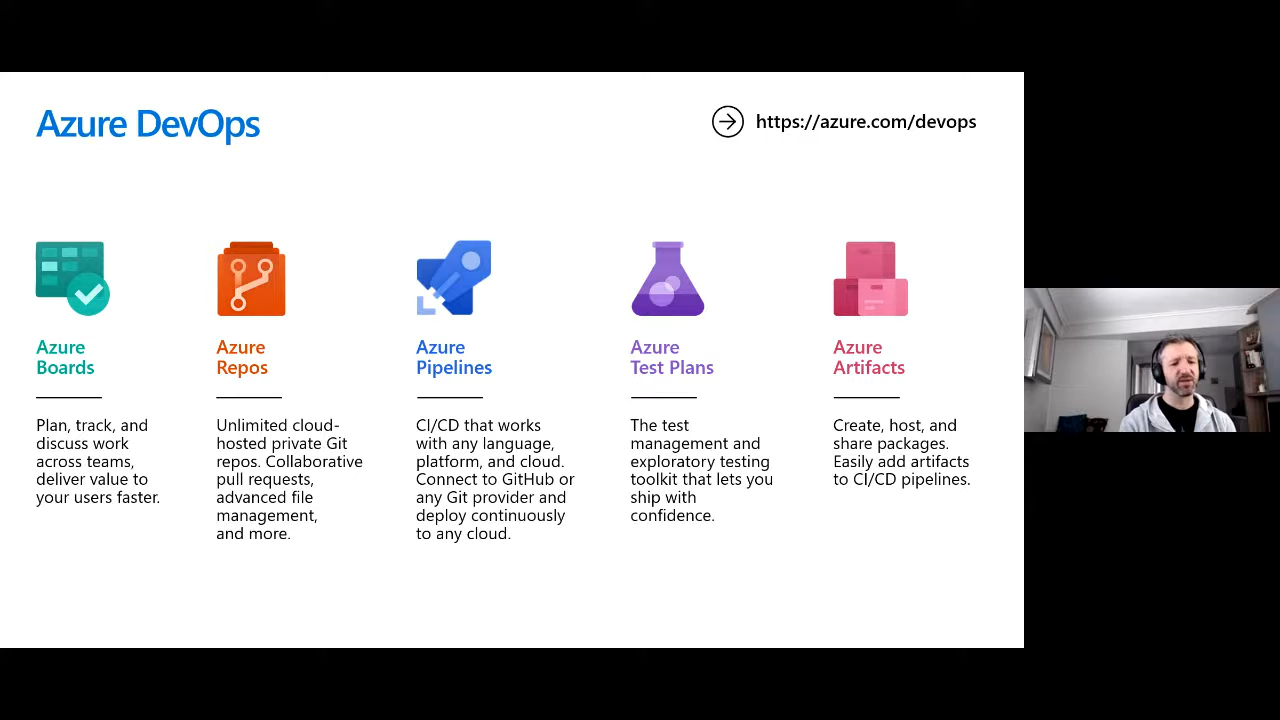 Azure DevOps
https://azure.com/devops
Azure
Boards
Plan, track, and
discuss work
across teams,
deliver value to
your users faster.
Azure
Repos
Unlimited cloud-
hosted private Git
repos. Collaborative
pull requests,
advanced file
management,
and more.
Azure
Pipelines
CI/CD that works
with any language,
platform, and cloud.
Connect to GitHub or
any Git provider and
deploy continuously
to any cloud.
Azure
Test Plans
The test
management and
exploratory testing
toolkit that lets you
ship with
confidence.
Azure
Artifacts
Create, host, and
share packages.
Easily add artifacts
to CI/CD pipelines.